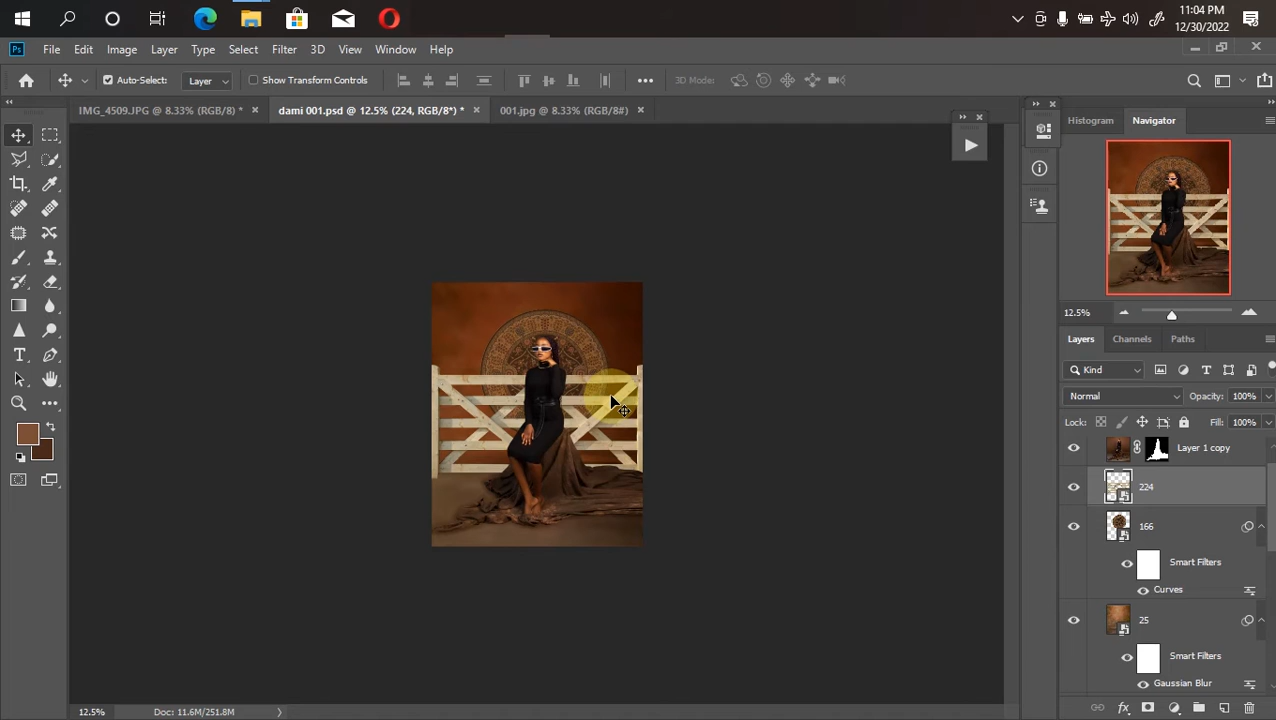 11:04 PM
12/30/2022
Ps File Edit Image Layer Type Select Filter 3D View Window Help
Auto-Select: Layer Show Transform Controls 3D Mode:
IMG_4509.JPG @ 8.33% (RGB/8) * dami 001.psd @ 12.5% (224, RGB/8*) * 001.jpg @ 8.33% (RGB/8#)
Histogram Navigator
12.5%
Layers Channels Paths
Kind
Normal Opacity: 100%
Lock: Fill: 100%
Layer 1 copy
224
166
Smart Filters
Curves
25
Smart Filters
Gaussian Blur
12.5% Doc: 11.6M/251.8M